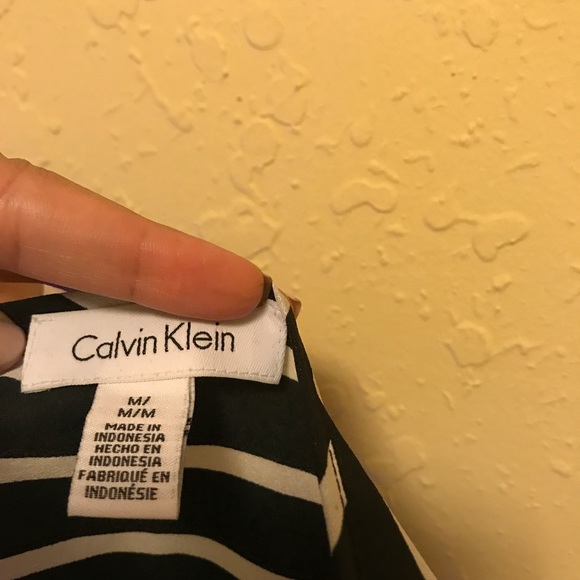 Calvin Klein
M/
M/M
MADE IN
INDONESIA
HECHO EN
INDONESIA
FABRIQUÉ EN
INDONÉSIE